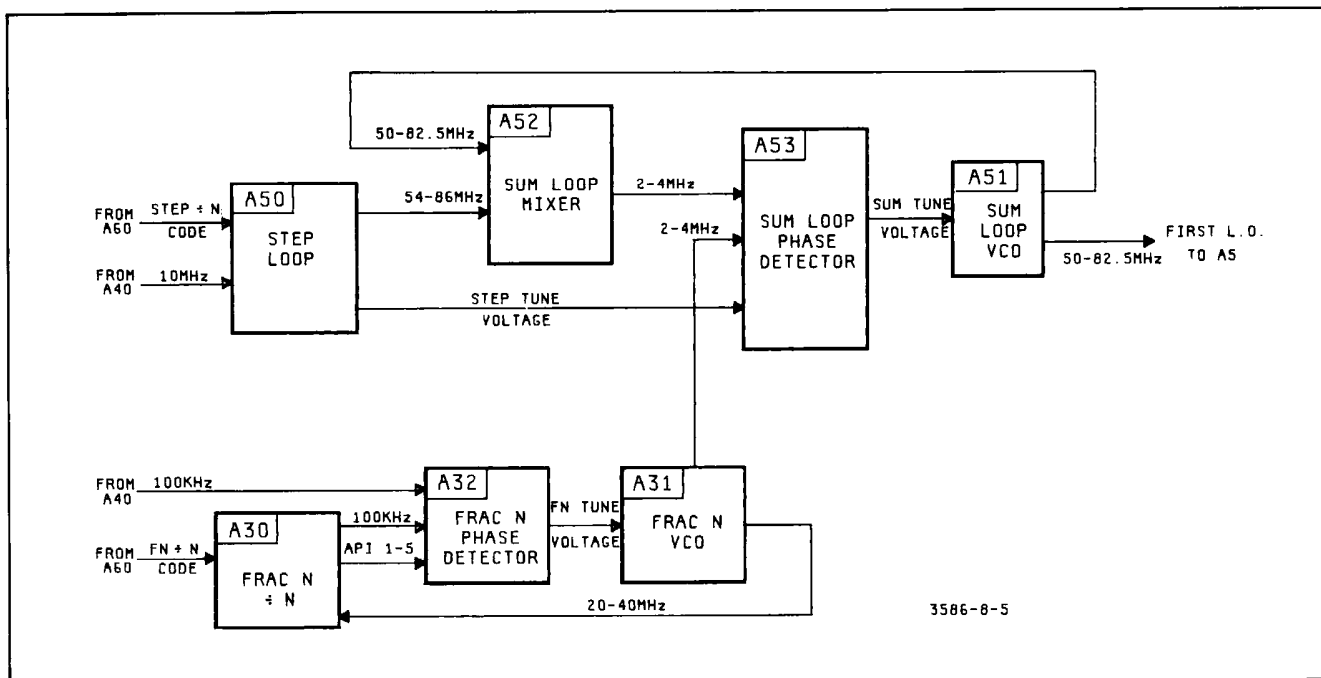 A52
50-82.5MHz
SUM LOOP
MIXER
54-86MHz
2-4MHz
A53
SUM LOOP
PHASE
DETECTOR
2-4MHz
A51
SUM
LOOP
VCO
SUM TUNE
VOLTAGE
FIRST L.O.
TO A5
50-82.5MHz
A50
STEP
LOOP
FROM
A60
STEP ÷ N
CODE
FROM
A40
10MHz
STEP TUNE
VOLTAGE
FROM
A40
100KHz
A32
FRAC N
PHASE
DETECTOR
A31
FRAC N
VCO
FN TUNE
VOLTAGE
A30
FRAC N
÷ N
100KHz
API 1-5
FROM
A60
FN ÷ N
CODE
20-40MHz
3586-8-5